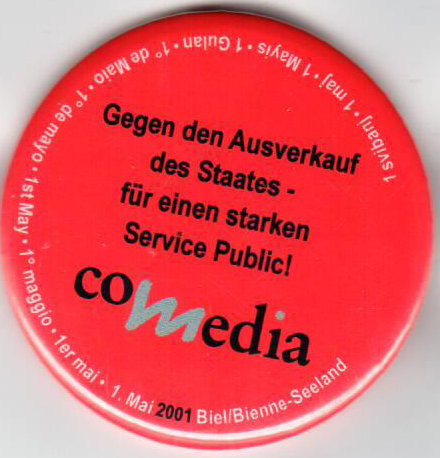 Gegen den Ausverkauf
des Staates -
für einen starken
Service Public!
comedia
1. Mai 2001 Biel/Bienne-Seeland
1er mai • 1° maggio • 1st May • 1° de mayo • 1° de Maio • 1 Gulan • 1 Mayis • 1 maj • 1 svibanj